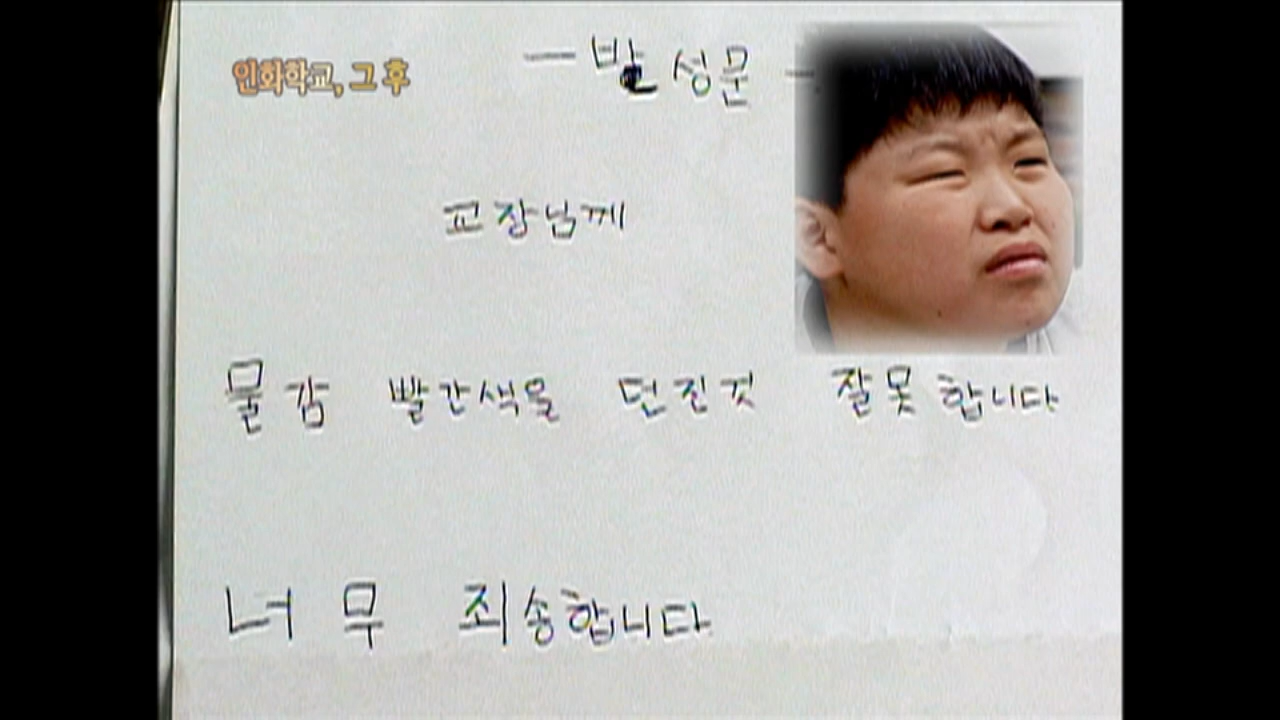 인화학교, 그 후
- 발성문 -
교장님께
물감 빨간색을 던진것 잘못합니다
너무 죄송합니다